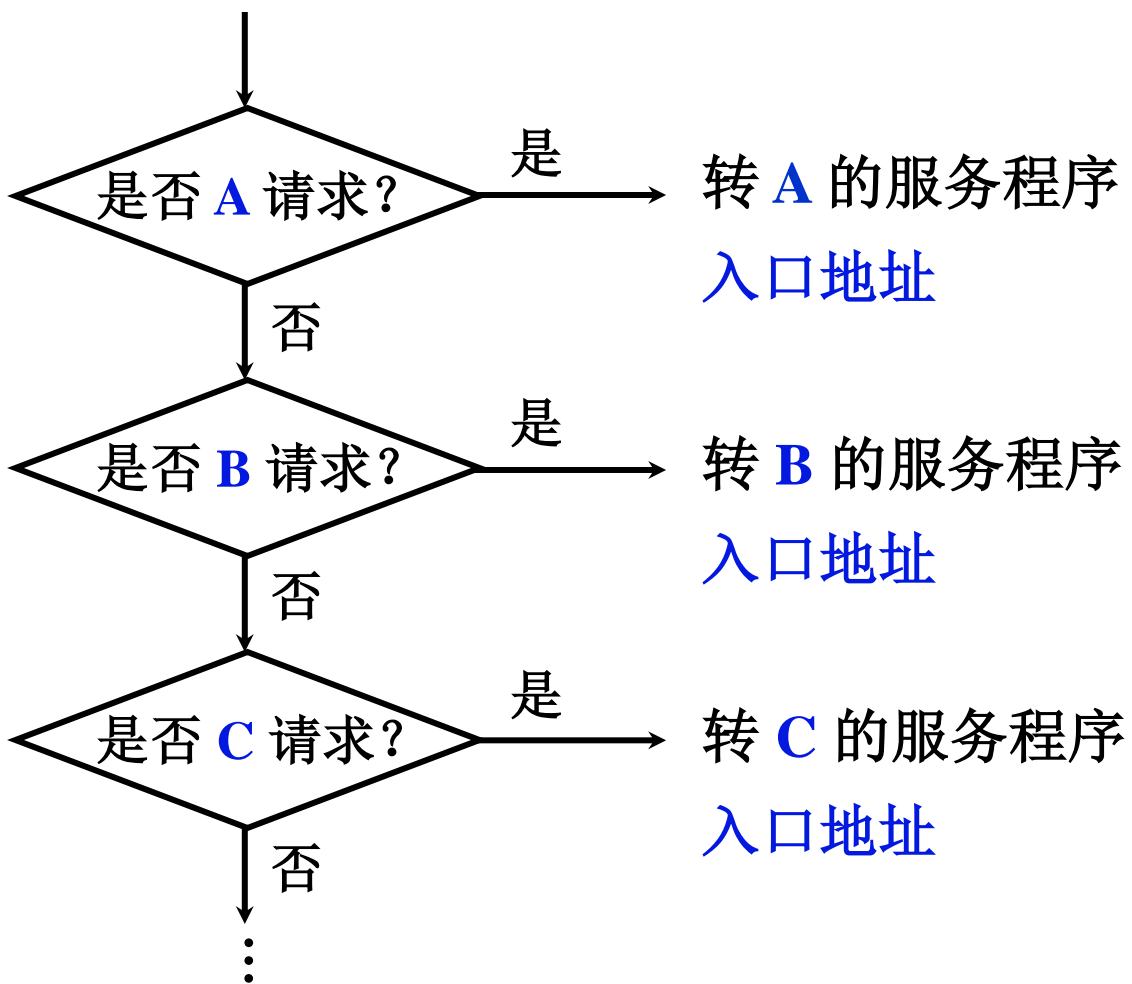 是否 A 请求？
是
转 A 的服务程序
入口地址
否
是否 B 请求？
是
转 B 的服务程序
入口地址
否
是否 C 请求？
是
转 C 的服务程序
入口地址
否
⋮